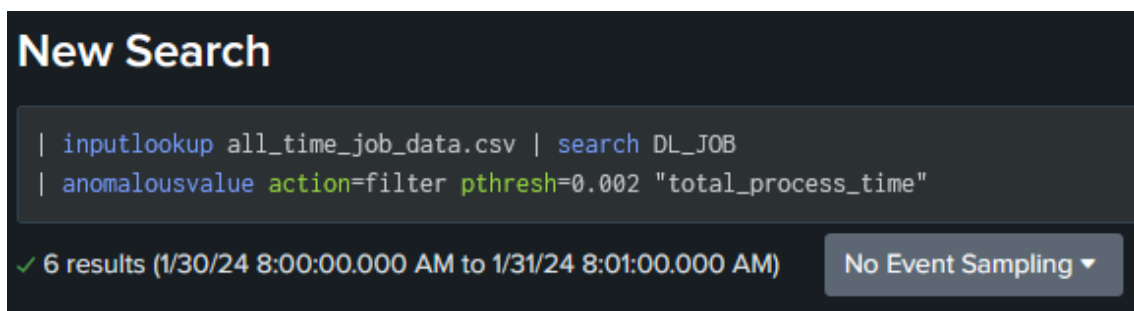 New Search
| inputlookup all_time_job_data.csv | search DL_JOB
| anomalousvalue action=filter pthresh=0.002 "total_process_time"
✓ 6 results (1/30/24 8:00:00.000 AM to 1/31/24 8:01:00.000 AM) No Event Sampling ▾